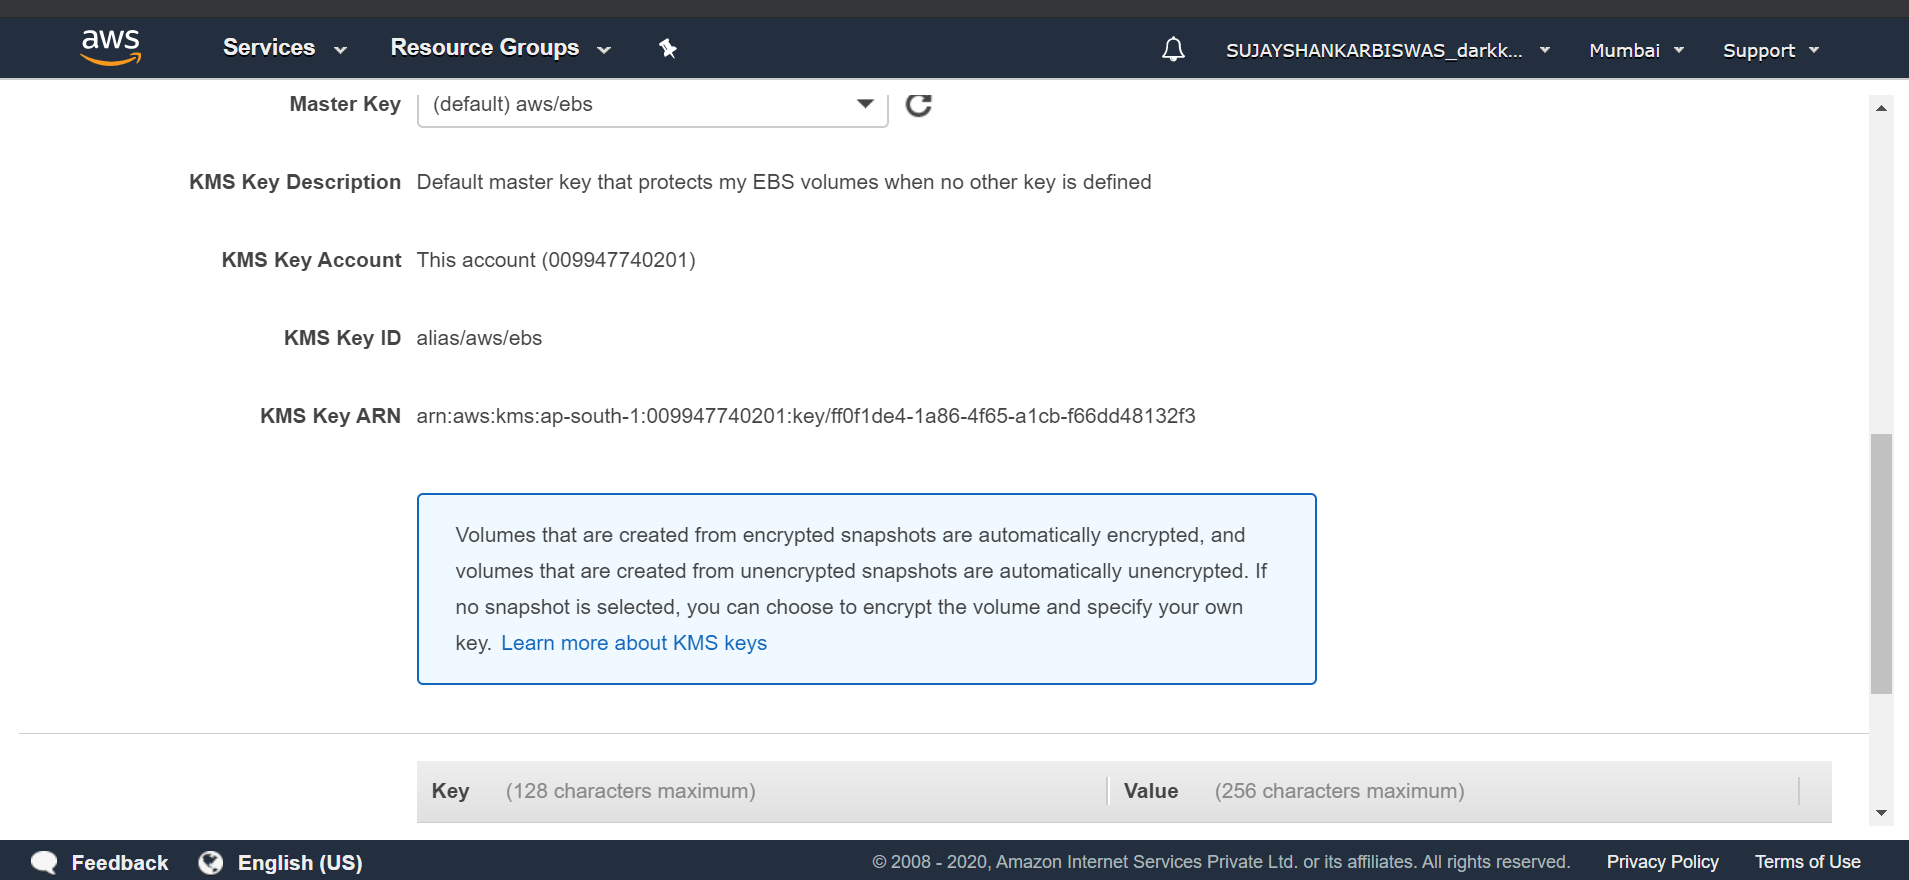 aws Services Resource Groups SUJAYSHANKARBISWAS_darkk... Mumbai Support
Master Key (default) aws/ebs
KMS Key Description Default master key that protects my EBS volumes when no other key is defined
KMS Key Account This account (009947740201)
KMS Key ID alias/aws/ebs
KMS Key ARN arn:aws:kms:ap-south-1:009947740201:key/ff0f1de4-1a86-4f65-a1cb-f66dd48132f3
Volumes that are created from encrypted snapshots are automatically encrypted, and
volumes that are created from unencrypted snapshots are automatically unencrypted. If
no snapshot is selected, you can choose to encrypt the volume and specify your own
key. Learn more about KMS keys
Key (128 characters maximum) Value (256 characters maximum)
Feedback English (US) © 2008 - 2020, Amazon Internet Services Private Ltd. or its affiliates. All rights reserved. Privacy Policy Terms of Use